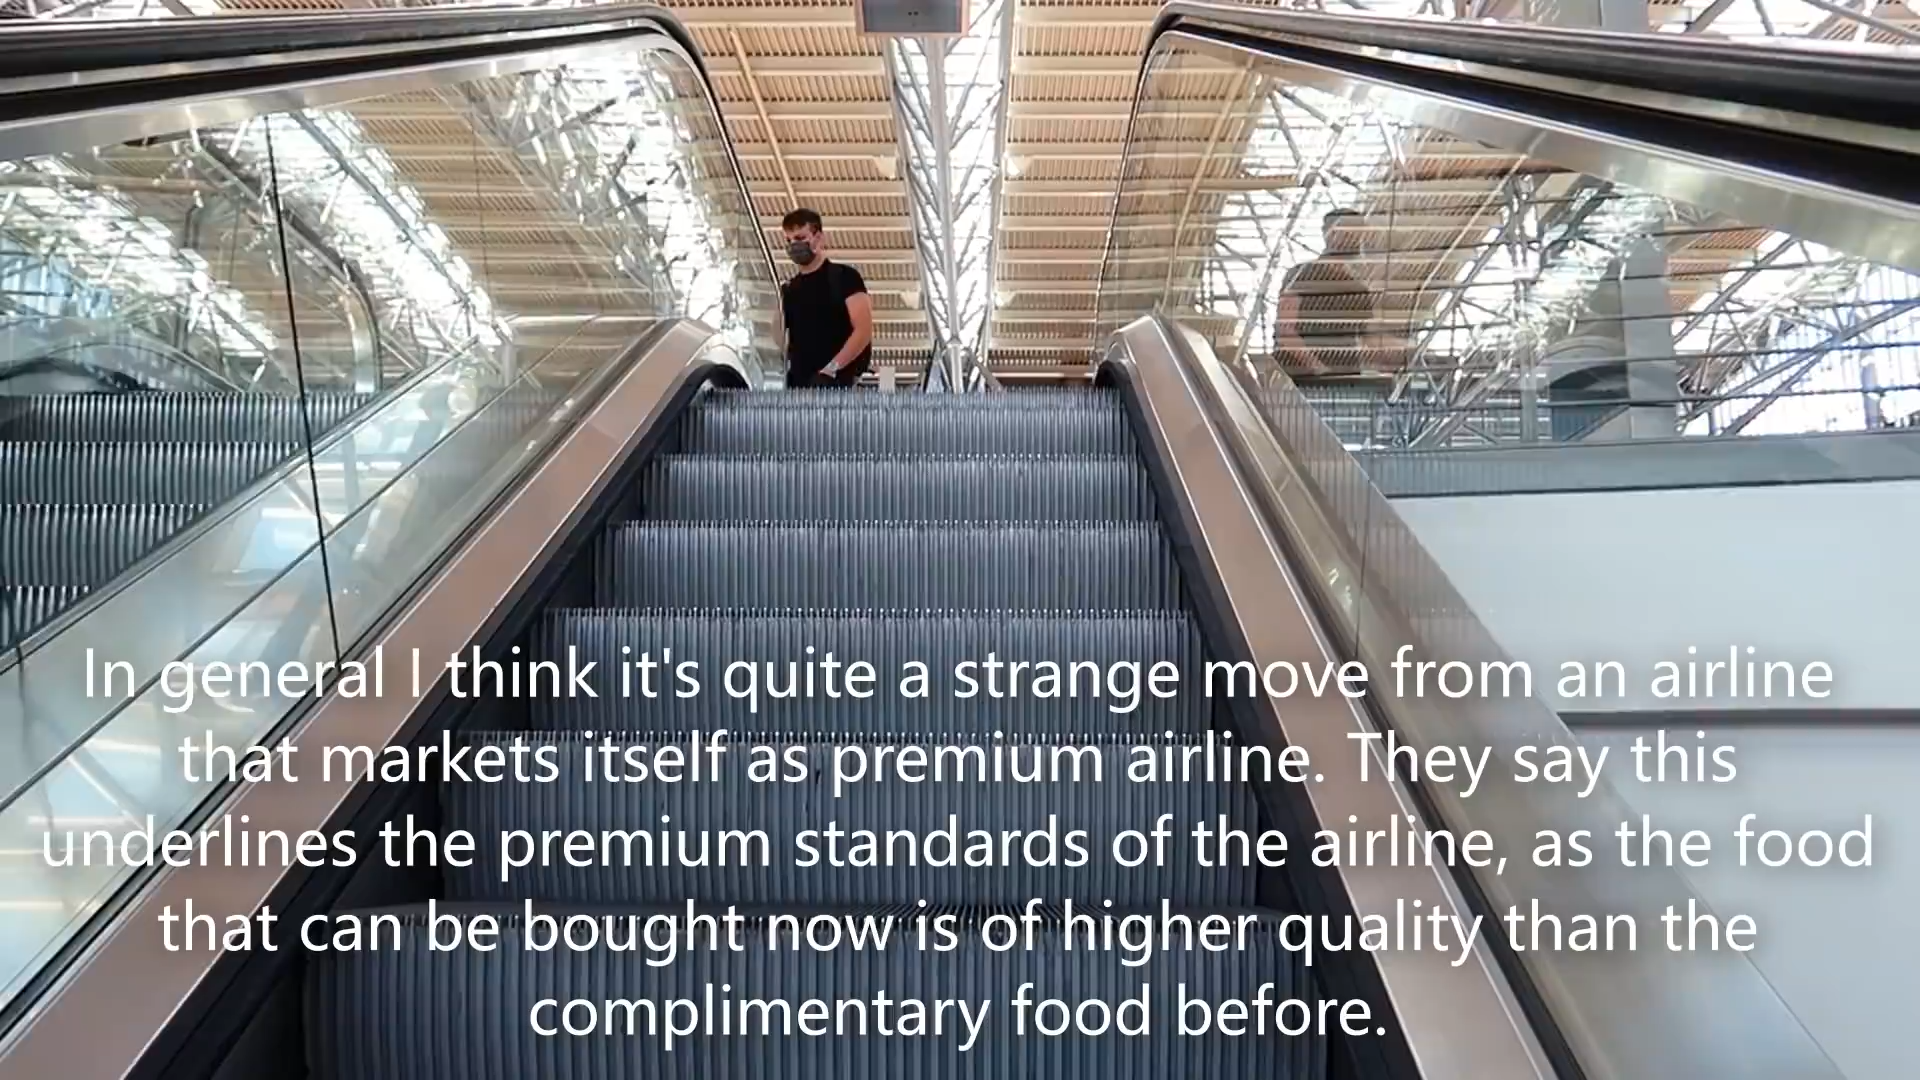 In general I think it's quite a strange move from an airline
that markets itself as premium airline. They say this
underlines the premium standards of the airline, as the food
that can be bought now is of higher quality than the
complimentary food before.